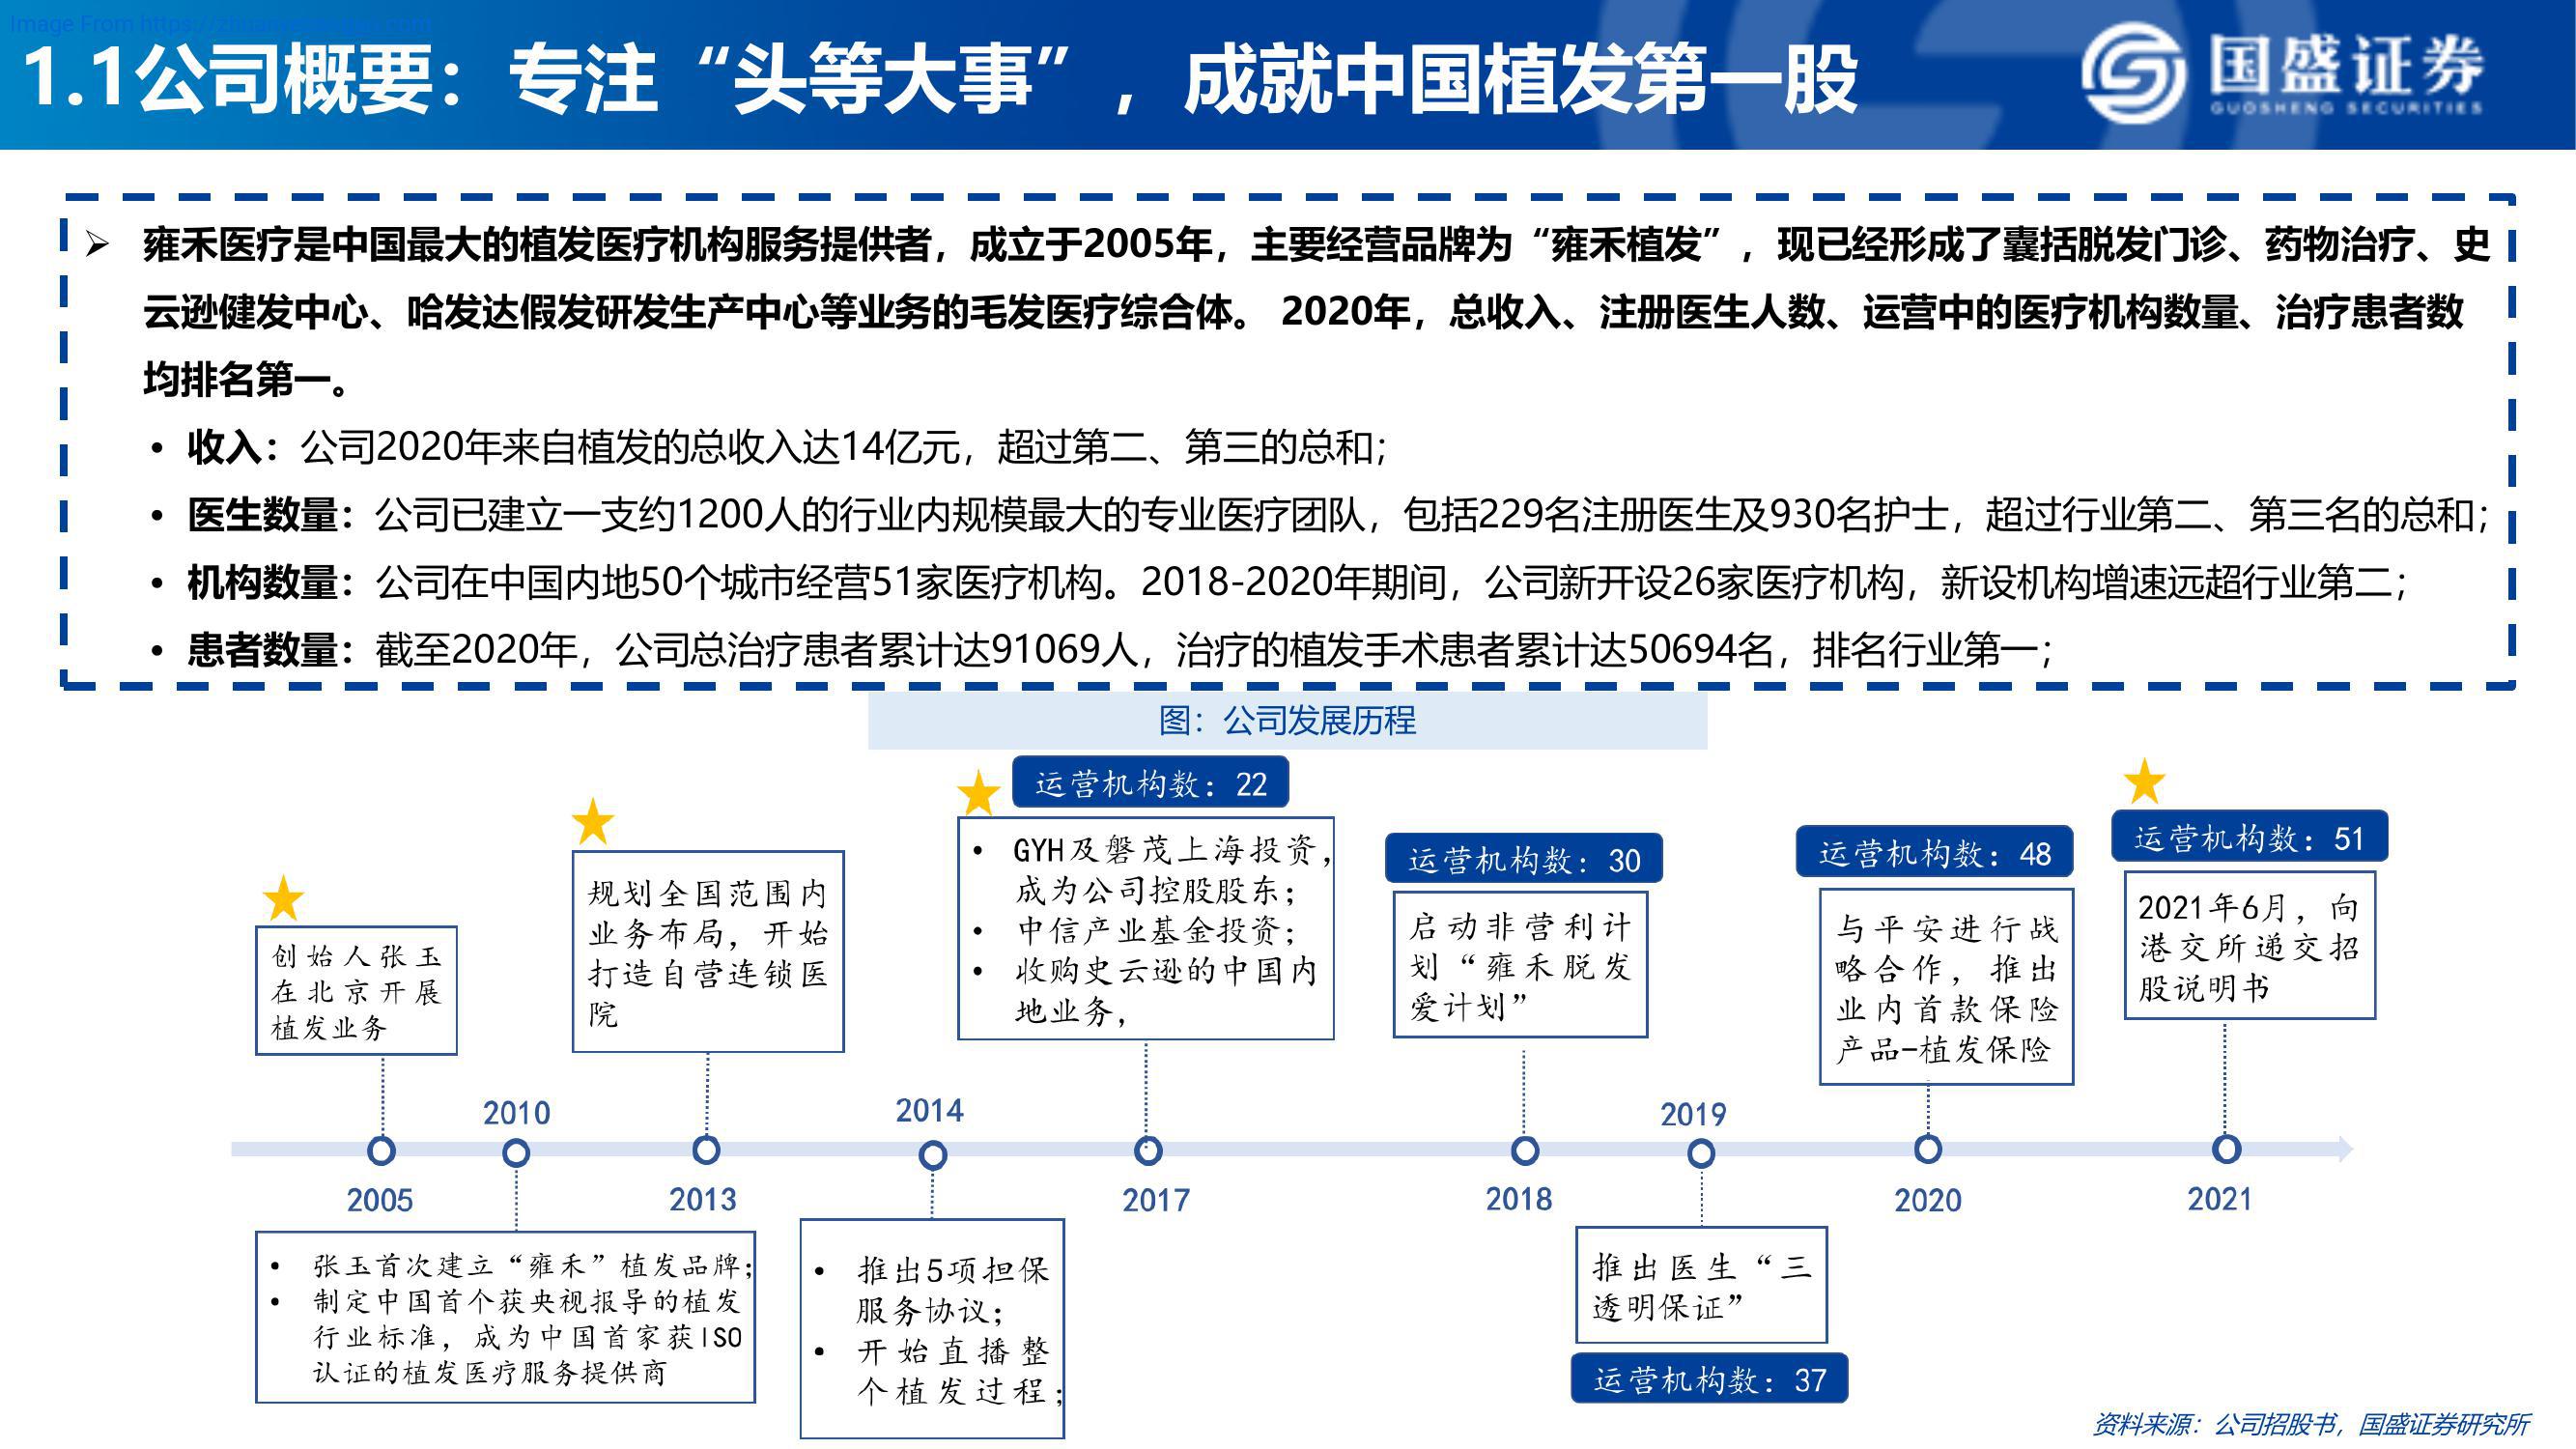 Image From https://zhuanlan.zhihu.com
1.1公司概要：专注“头等大事”，成就中国植发第一股
国盛证券
GUOSHENG SECURITIES
雍禾医疗是中国最大的植发医疗机构服务提供者，成立于2005年，主要经营品牌为“雍禾植发”，现已经形成了囊括脱发门诊、药物治疗、史
云逊健发中心、哈发达假发研发生产中心等业务的毛发医疗综合体。 2020年，总收入、注册医生人数、运营中的医疗机构数量、治疗患者数
均排名第一。
• 收入：公司2020年来自植发的总收入达14亿元，超过第二、第三的总和；
• 医生数量：公司已建立一支约1200人的行业内规模最大的专业医疗团队，包括229名注册医生及930名护士，超过行业第二、第三名的总和；
• 机构数量：公司在中国内地50个城市经营51家医疗机构。2018-2020年期间，公司新开设26家医疗机构，新设机构增速远超行业第二；
• 患者数量：截至2020年，公司总治疗患者累计达91069人，治疗的植发手术患者累计达50694名，排名行业第一；
图：公司发展历程
创始人张玉
在北京开展
植发业务
2005
2010
• 张玉首次建立“雍禾”植发品牌；
• 制定中国首个获央视报导的植发
行业标准，成为中国首家获ISO
认证的植发医疗服务提供商
规划全国范围内
业务布局，开始
打造自营连锁医
院
2013
2014
• 推出5项担保
服务协议；
• 开始直播整
个植发过程；
运营机构数：22
• GYH及磐茂上海投资，
成为公司控股股东；
• 中信产业基金投资；
• 收购史云逊的中国内
地业务，
2017
运营机构数：30
启动非营利计
划“雍禾脱发
爱计划”
2018
2019
推出医生“三
透明保证”
运营机构数：37
运营机构数：48
与平安进行战
略合作，推出
业内首款保险
产品-植发保险
2020
运营机构数：51
2021年6月，向
港交所递交招
股说明书
2021
资料来源：公司招股书，国盛证券研究所